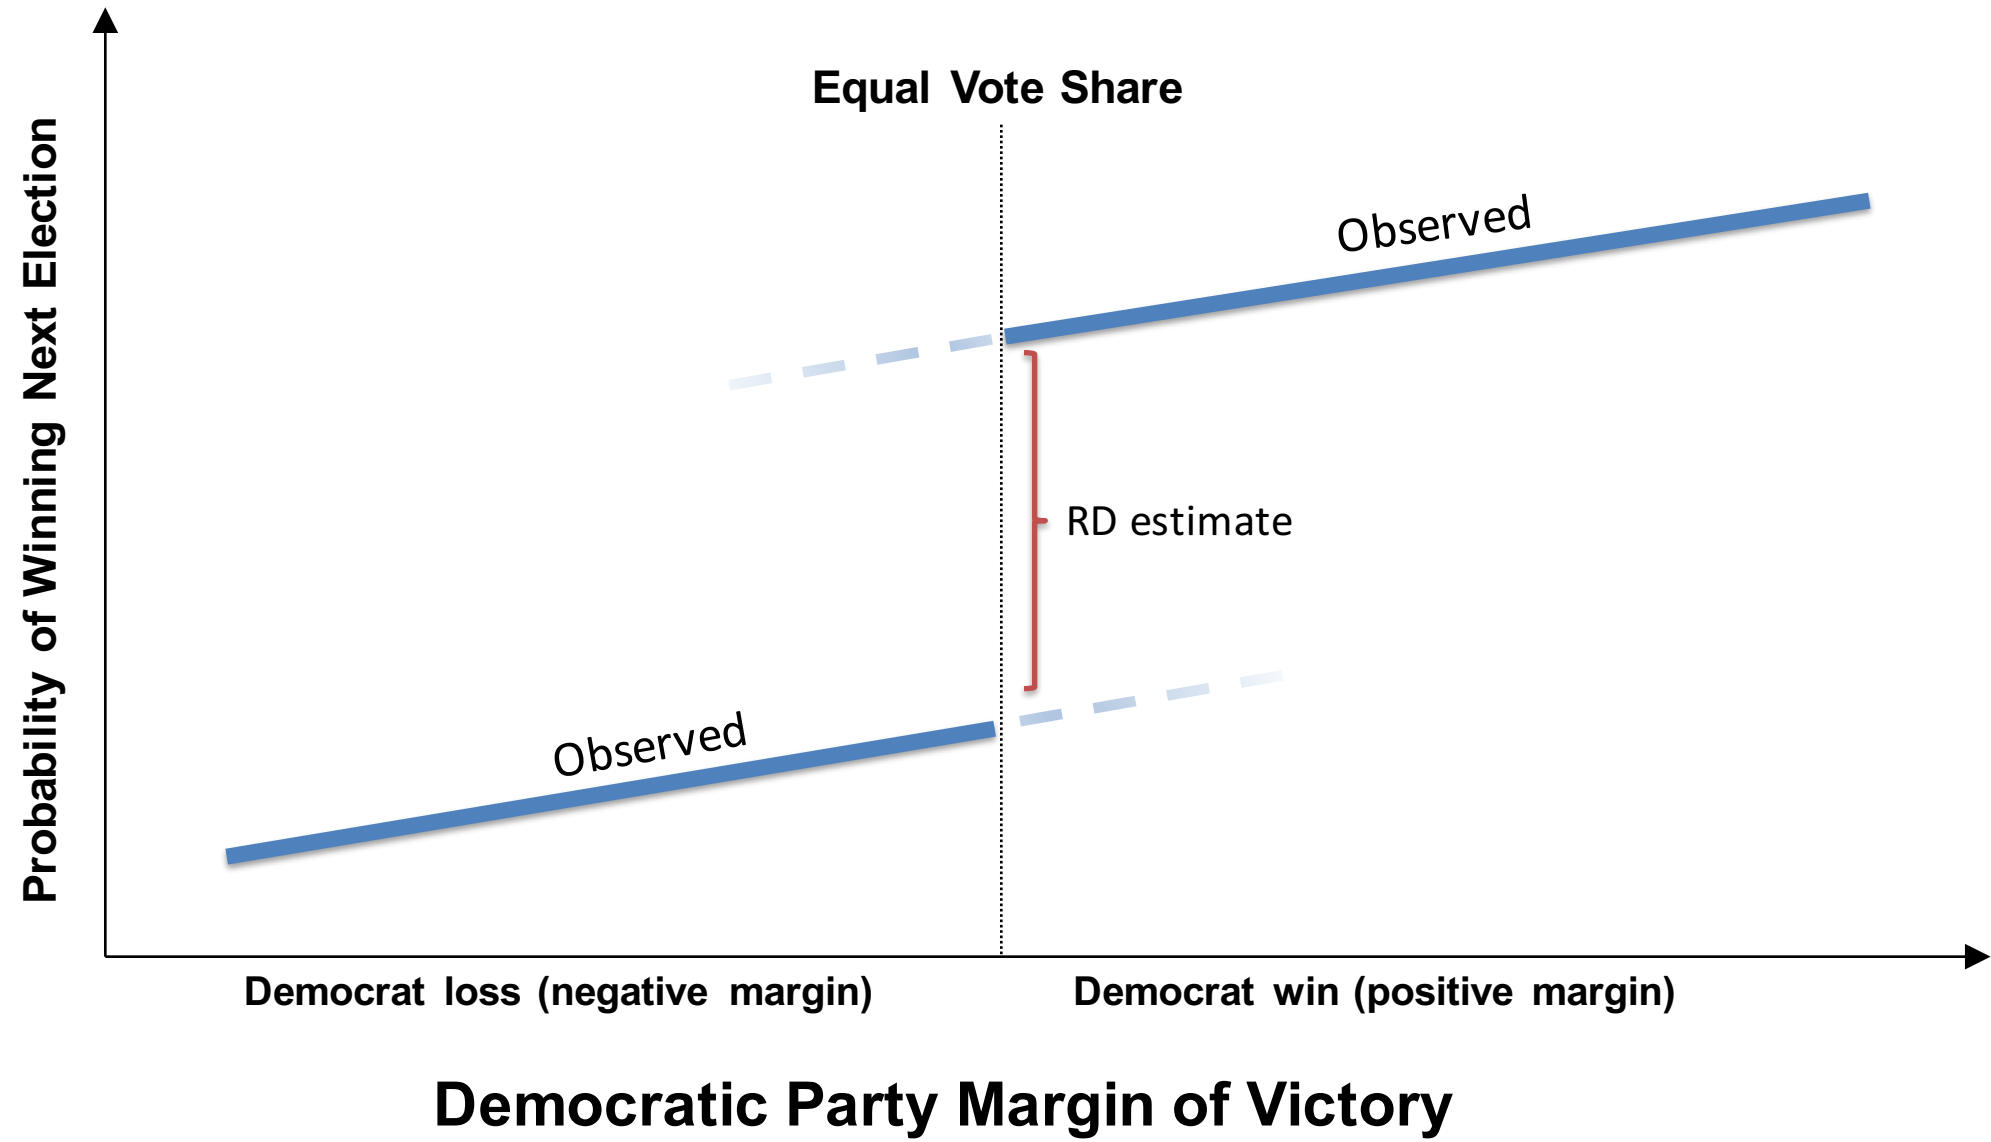 Equal Vote Share
Probability of Winning Next Election
Observed
RD estimate
Observed
Democrat loss (negative margin)
Democrat win (positive margin)
Democratic Party Margin of Victory